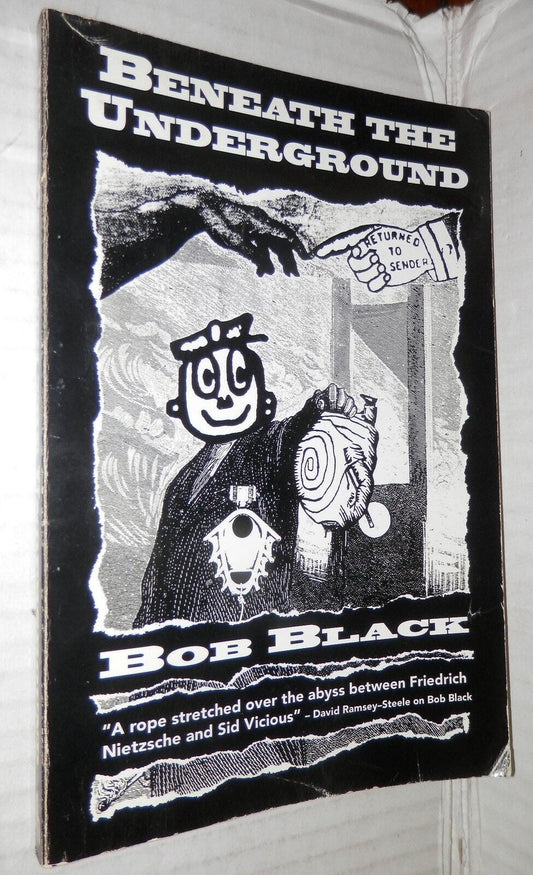 BENEATH THE
UNDERGROUND
RETURNED
TO
SENDER
BOB BLACK
"A rope stretched over the abyss between Friedrich
Nietzsche and Sid Vicious" – David Ramsey–Steele on Bob Black